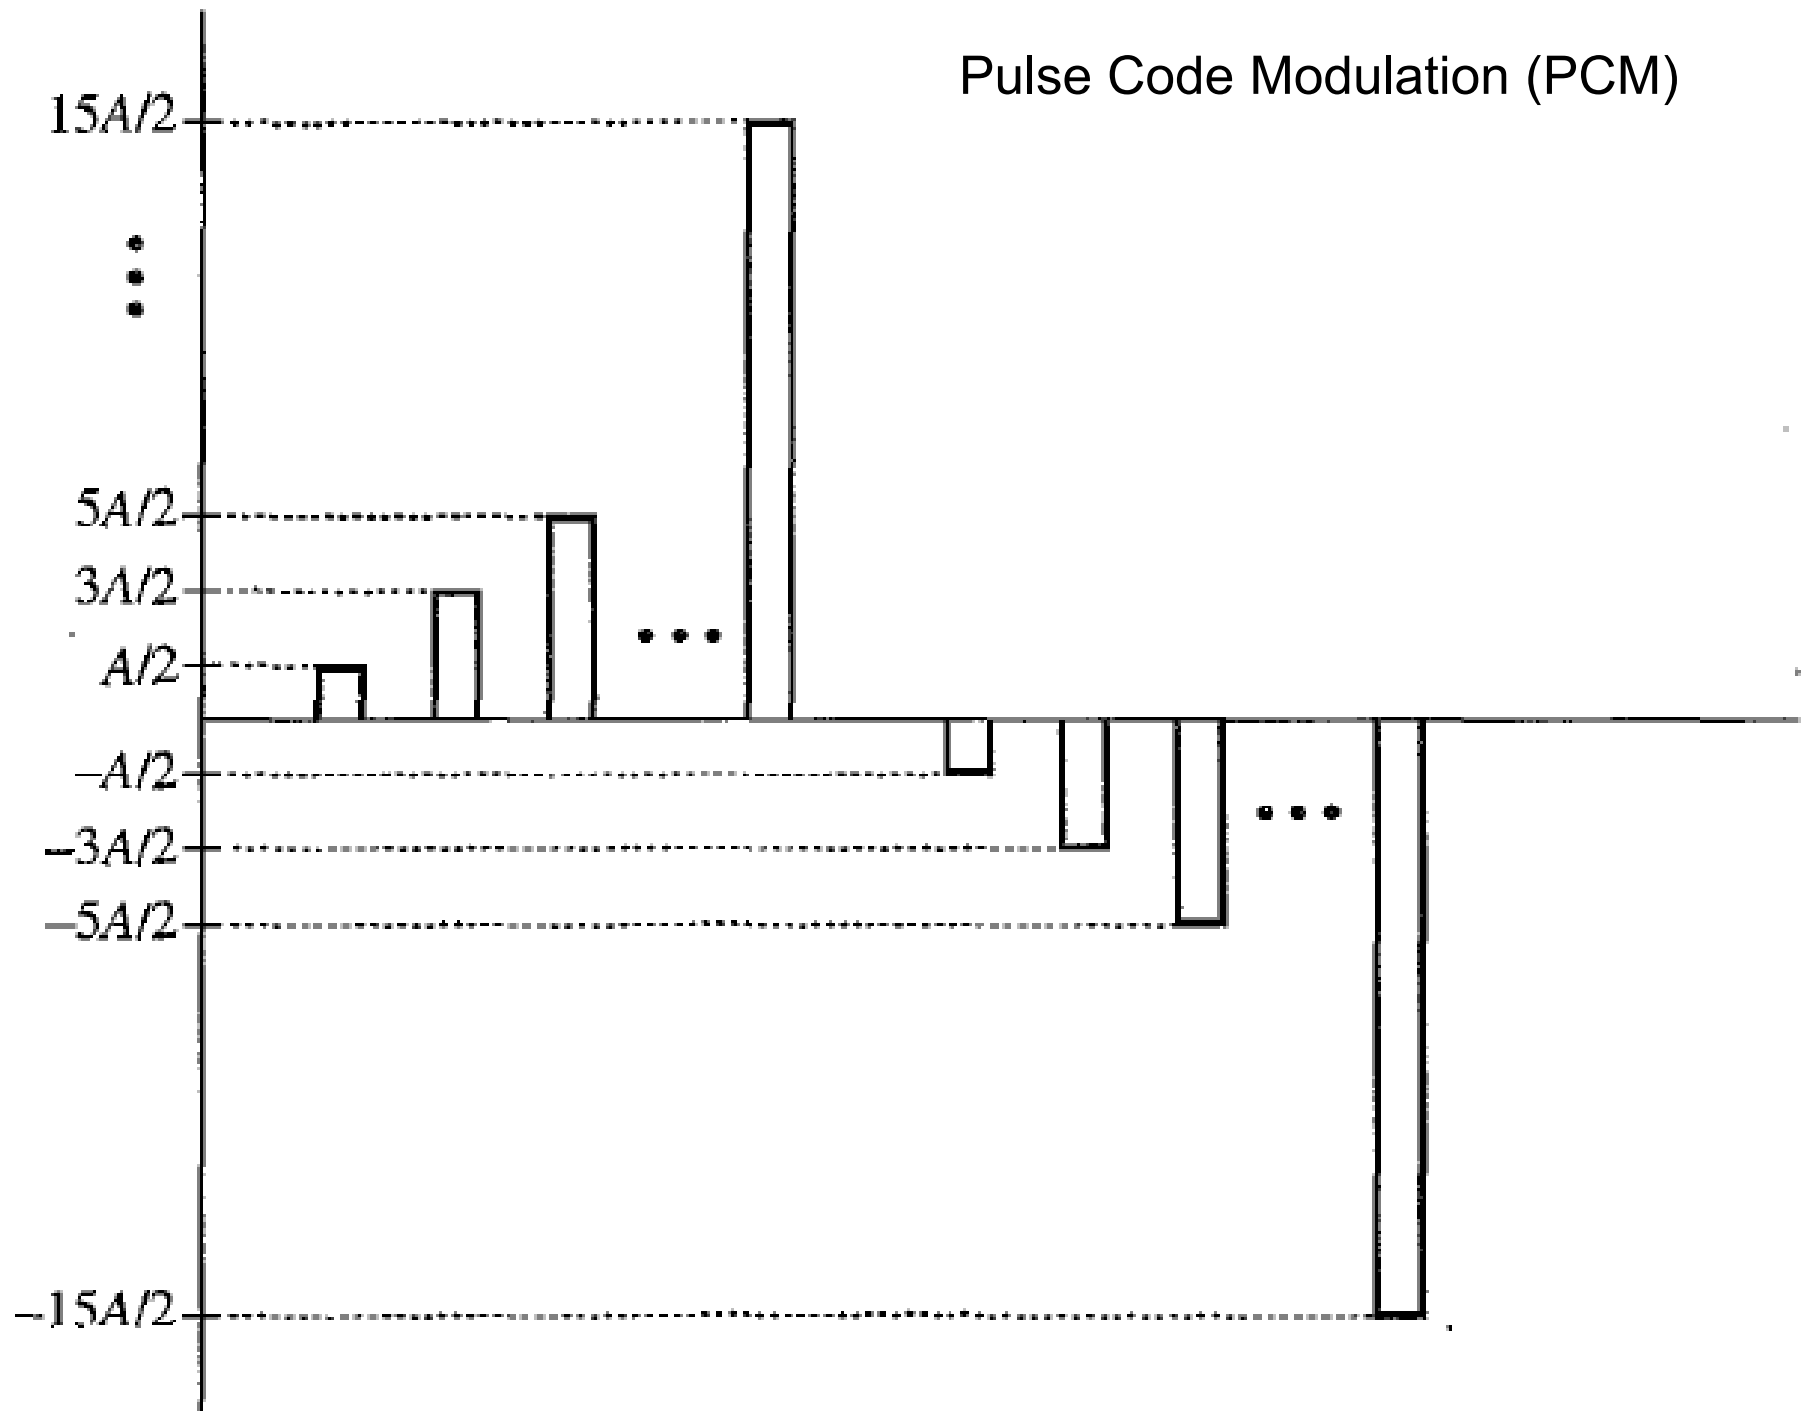 Pulse Code Modulation (PCM)
15A/2
5A/2
3A/2
A/2
–A/2
–3A/2
–5A/2
–15A/2